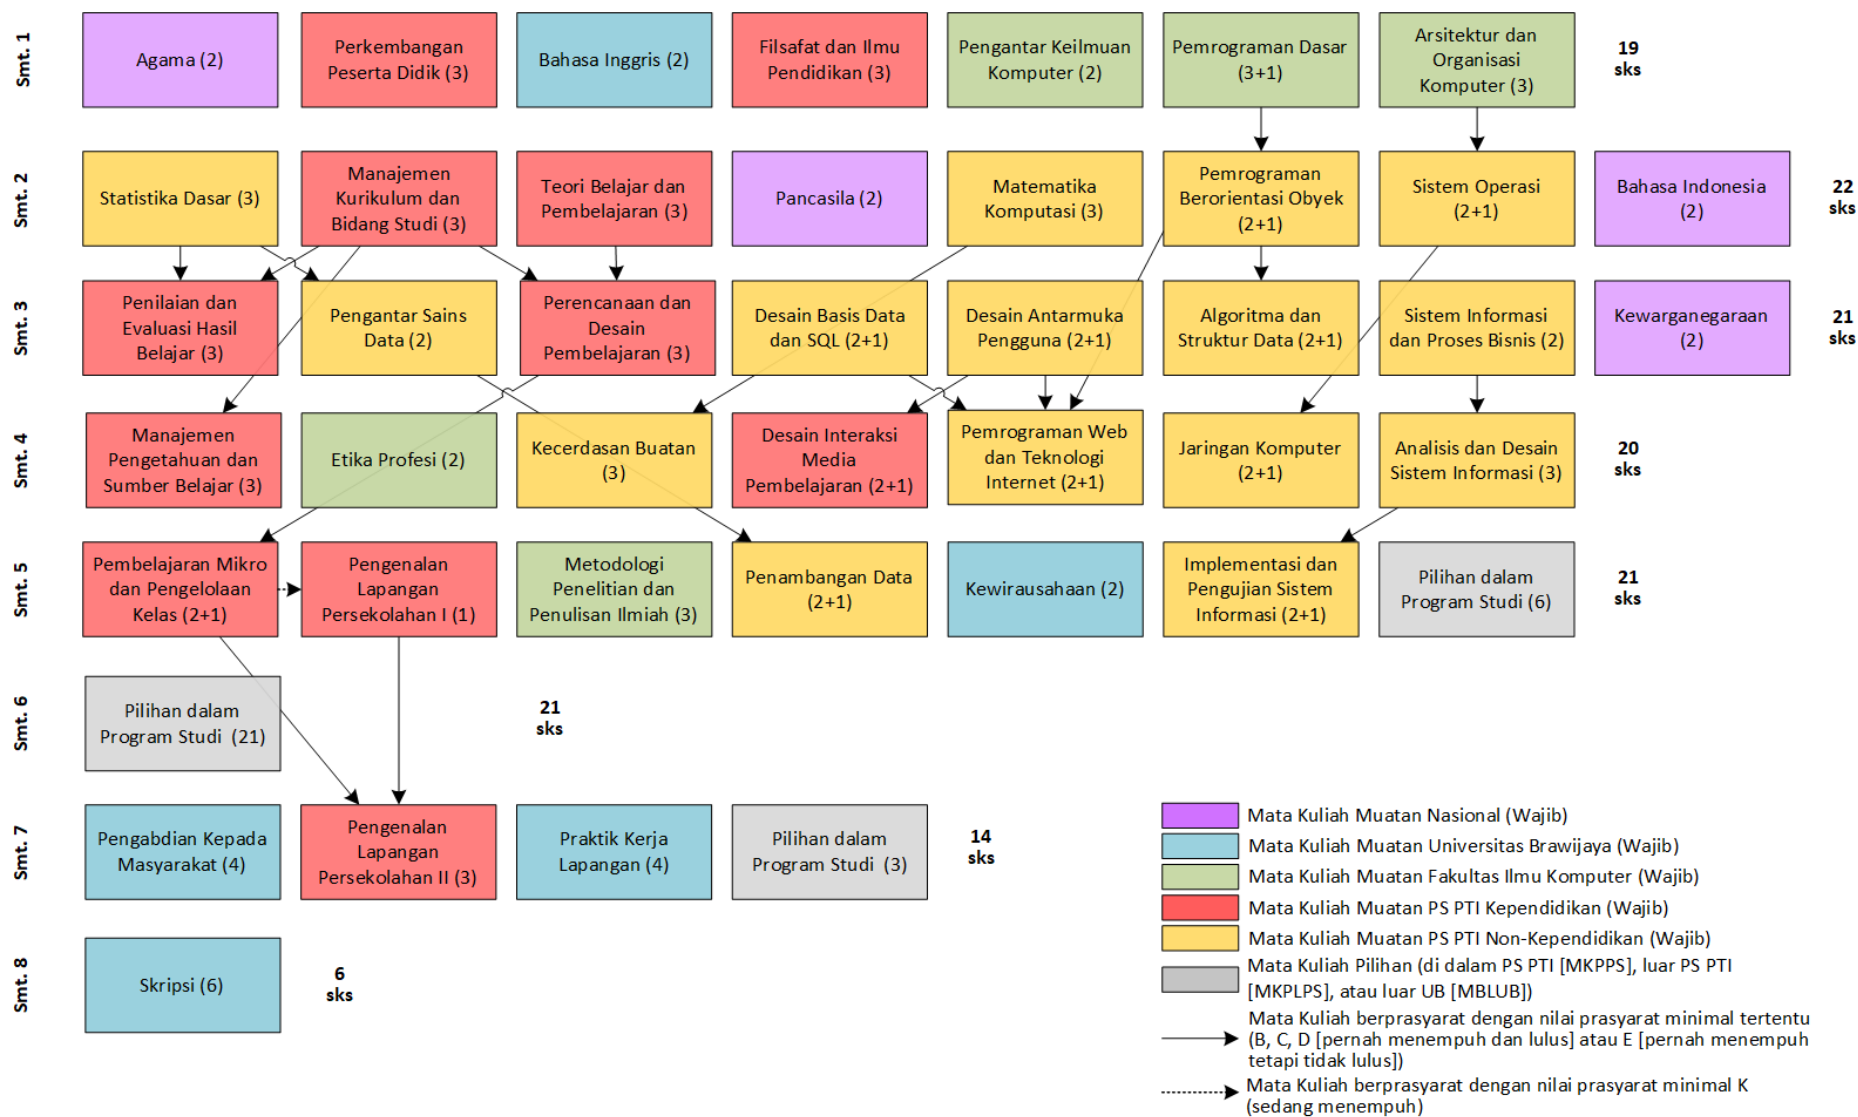 Smt. 1
Agama (2)
Perkembangan
Peserta Didik (3)
Bahasa Inggris (2)
Filsafat dan Ilmu
Pendidikan (3)
Pengantar Keilmuan
Komputer (2)
Pemrograman Dasar
(3+1)
Arsitektur dan
Organisasi
Komputer (3)
19
sks
Smt. 2
Statistika Dasar (3)
Manajemen
Kurikulum dan
Bidang Studi (3)
Teori Belajar dan
Pembelajaran (3)
Pancasila (2)
Matematika
Komputasi (3)
Pemrograman
Berorientasi Obyek
(2+1)
Sistem Operasi
(2+1)
Bahasa Indonesia
(2)
22
sks
Smt. 3
Penilaian dan
Evaluasi Hasil
Belajar (3)
Pengantar Sains
Data (2)
Perencanaan dan
Desain
Pembelajaran (3)
Desain Basis Data
dan SQL (2+1)
Desain Antarmuka
Pengguna (2+1)
Algoritma dan
Struktur Data (2+1)
Sistem Informasi
dan Proses Bisnis (2)
Kewarganegaraan
(2)
21
sks
Smt. 4
Manajemen
Pengetahuan dan
Sumber Belajar (3)
Etika Profesi (2)
Kecerdasan Buatan
(3)
Desain Interaksi
Media
Pembelajaran (2+1)
Pemrograman Web
dan Teknologi
Internet (2+1)
Jaringan Komputer
(2+1)
Analisis dan Desain
Sistem Informasi (3)
20
sks
Smt. 5
Pembelajaran Mikro
dan Pengelolaan
Kelas (2+1)
Pengenalan
Lapangan
Persekolahan I (1)
Metodologi
Penelitian dan
Penulisan Ilmiah (3)
Penambangan Data
(2+1)
Kewirausahaan (2)
Implementasi dan
Pengujian Sistem
Informasi (2+1)
Pilihan dalam
Program Studi (6)
21
sks
Smt. 6
Pilihan dalam
Program Studi (21)
21
sks
Smt. 7
Pengabdian Kepada
Masyarakat (4)
Pengenalan
Lapangan
Persekolahan II (3)
Praktik Kerja
Lapangan (4)
Pilihan dalam
Program Studi (3)
14
sks
Smt. 8
Skripsi (6)
6
sks
Mata Kuliah Muatan Nasional (Wajib)
Mata Kuliah Muatan Universitas Brawijaya (Wajib)
Mata Kuliah Muatan Fakultas Ilmu Komputer (Wajib)
Mata Kuliah Muatan PS PTI Kependidikan (Wajib)
Mata Kuliah Muatan PS PTI Non-Kependidikan (Wajib)
Mata Kuliah Pilihan (di dalam PS PTI [MKPPS], luar PS PTI
[MKPLPS], atau luar UB [MBLUB])
Mata Kuliah berprasyarat dengan nilai prasyarat minimal tertentu
(B, C, D [pernah menempuh dan lulus] atau E [pernah menempuh
tetapi tidak lulus])
Mata Kuliah berprasyarat dengan nilai prasyarat minimal K
(sedang menempuh)